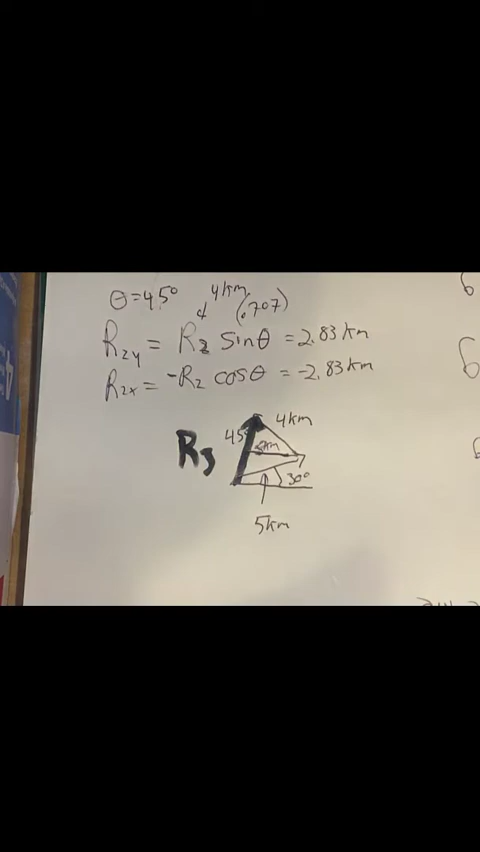 θ=45° 4km
(.707)
R2y = R2 sinθ = 2.83 km
R2x = -R2 cosθ = -2.83 km
4km
45°
R3
30°
5km